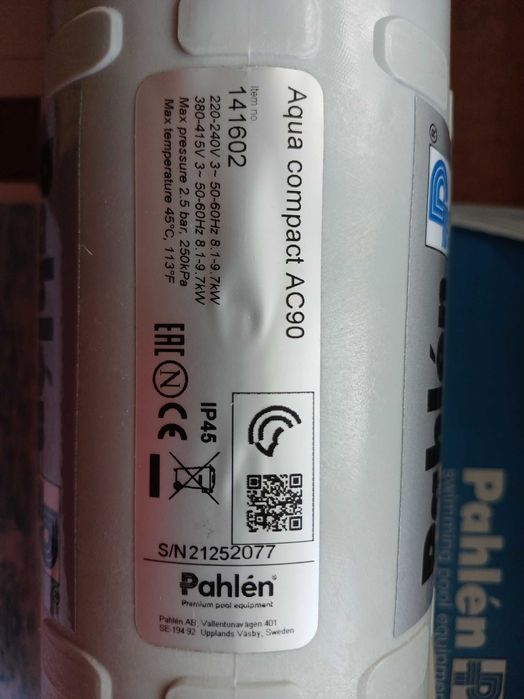 Aqua compact AC90
Item no
141602
220-240V 3~ 50-60Hz 8.1-9.7kW
380-415V 3~ 50-60Hz 8.1-9.7kW
Max pressure 2.5 bar, 250kPa
Max temperature 45°C, 113°F
EAC N CE
IP45
S/N21252077
Pahlén®
Premium pool equipment
Pahlén AB, Vallentunavägen 401
SE-194 92 Upplands Väsby, Sweden
Pahlén
swimming pool equipment